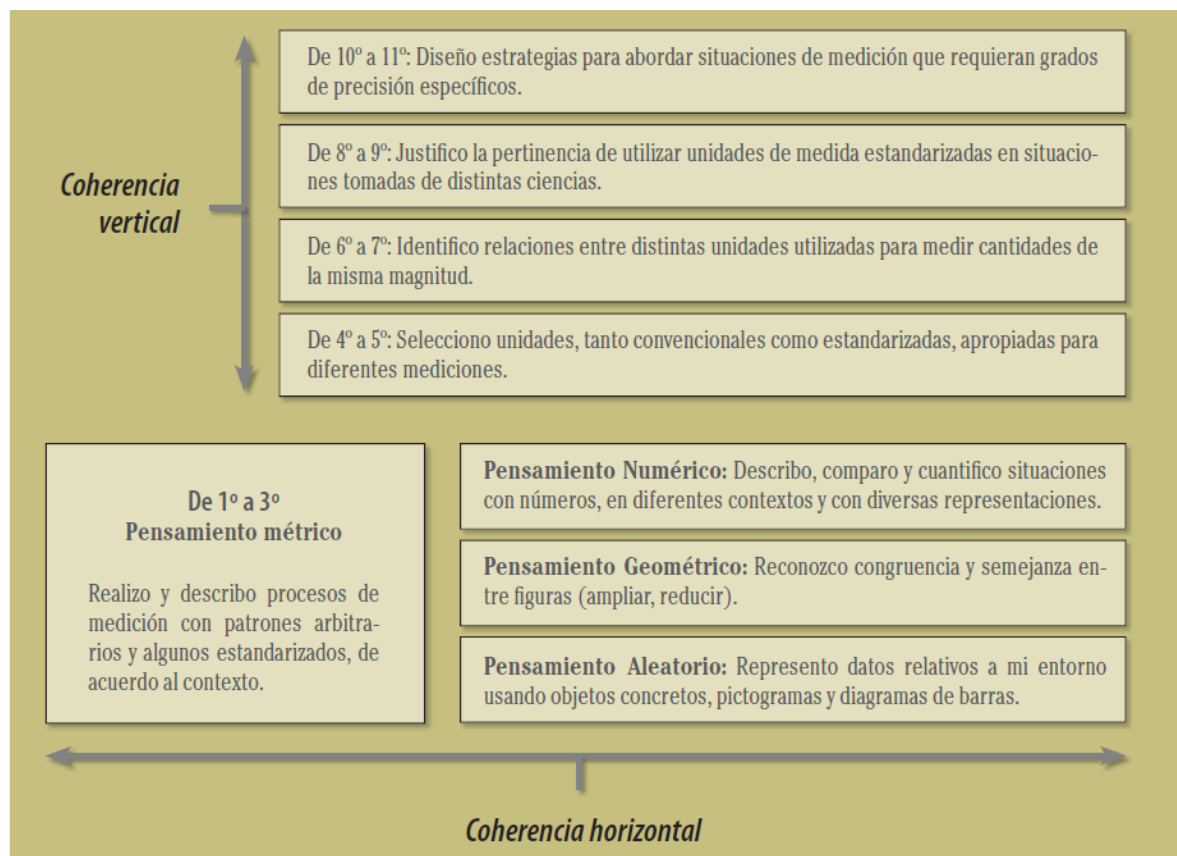 De 10º a 11º: Diseño estrategias para abordar situaciones de medición que requieran grados
de precisión específicos.
De 8º a 9º: Justifico la pertinencia de utilizar unidades de medida estandarizadas en situacio-
nes tomadas de distintas ciencias.
Coherencia
vertical
De 6º a 7º: Identifico relaciones entre distintas unidades utilizadas para medir cantidades de
la misma magnitud.
De 4º a 5º: Selecciono unidades, tanto convencionales como estandarizadas, apropiadas para
diferentes mediciones.
De 1º a 3º
Pensamiento métrico
Realizo y describo procesos de
medición con patrones arbitra-
rios y algunos estandarizados, de
acuerdo al contexto.
Pensamiento Numérico: Describo, comparo y cuantifico situaciones
con números, en diferentes contextos y con diversas representaciones.
Pensamiento Geométrico: Reconozco congruencia y semejanza en-
tre figuras (ampliar, reducir).
Pensamiento Aleatorio: Represento datos relativos a mi entorno
usando objetos concretos, pictogramas y diagramas de barras.
Coherencia horizontal